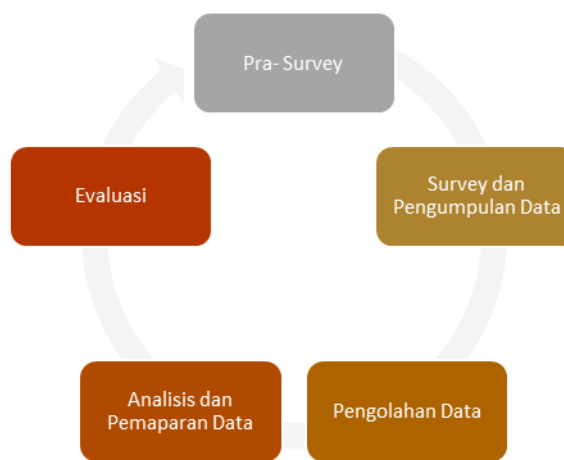 Pra- Survey
Survey dan
Pengumpulan Data
Pengolahan Data
Analisis dan
Pemaparan Data
Evaluasi